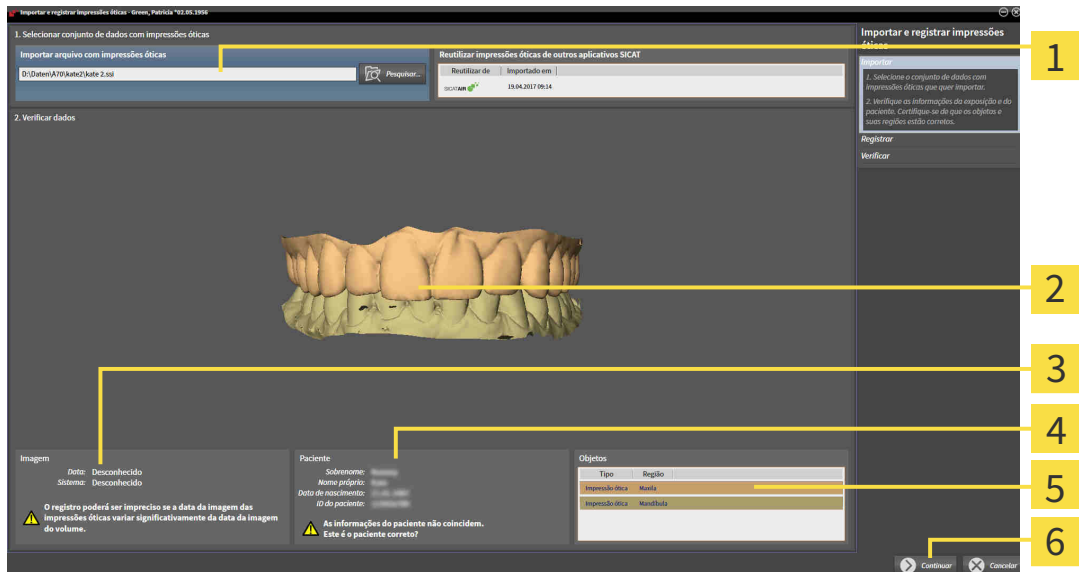 Importar e registrar impressões óticas - Green, Patricia *02.05.1956
1. Selecionar conjunto de dados com impressões óticas
Importar arquivo com impressões óticas
D:\Daten\A70\kate2\kate 2.ssi
Pesquisar...
Reutilizar impressões óticas de outros aplicativos SICAT
Reutilizar de Importado em
SICATAIR 19.04.2017 09:14
Importar e registrar impressões
óticas
Importar
1. Selecione o conjunto de dados com
impressões óticas que quer importar.
2. Verifique as informações da exposição e do
paciente. Certifique-se de que os objetos e
suas regiões estão corretos.
Registrar
Verificar
1
2. Verificar dados
2
3
4
5
6
Imagem
Data: Desconhecido
Sistema: Desconhecido
O registro poderá ser impreciso se a data da imagem das
impressões óticas variar significativamente da data da imagem
do volume.
Paciente
Sobrenome:
Nome próprio:
Data de nascimento:
ID do paciente:
As informações do paciente não coincidem.
Este é o paciente correto?
Objetos
Tipo Região
Impressão ótica Maxila
Impressão ótica Mandíbula
Continuar
Cancelar